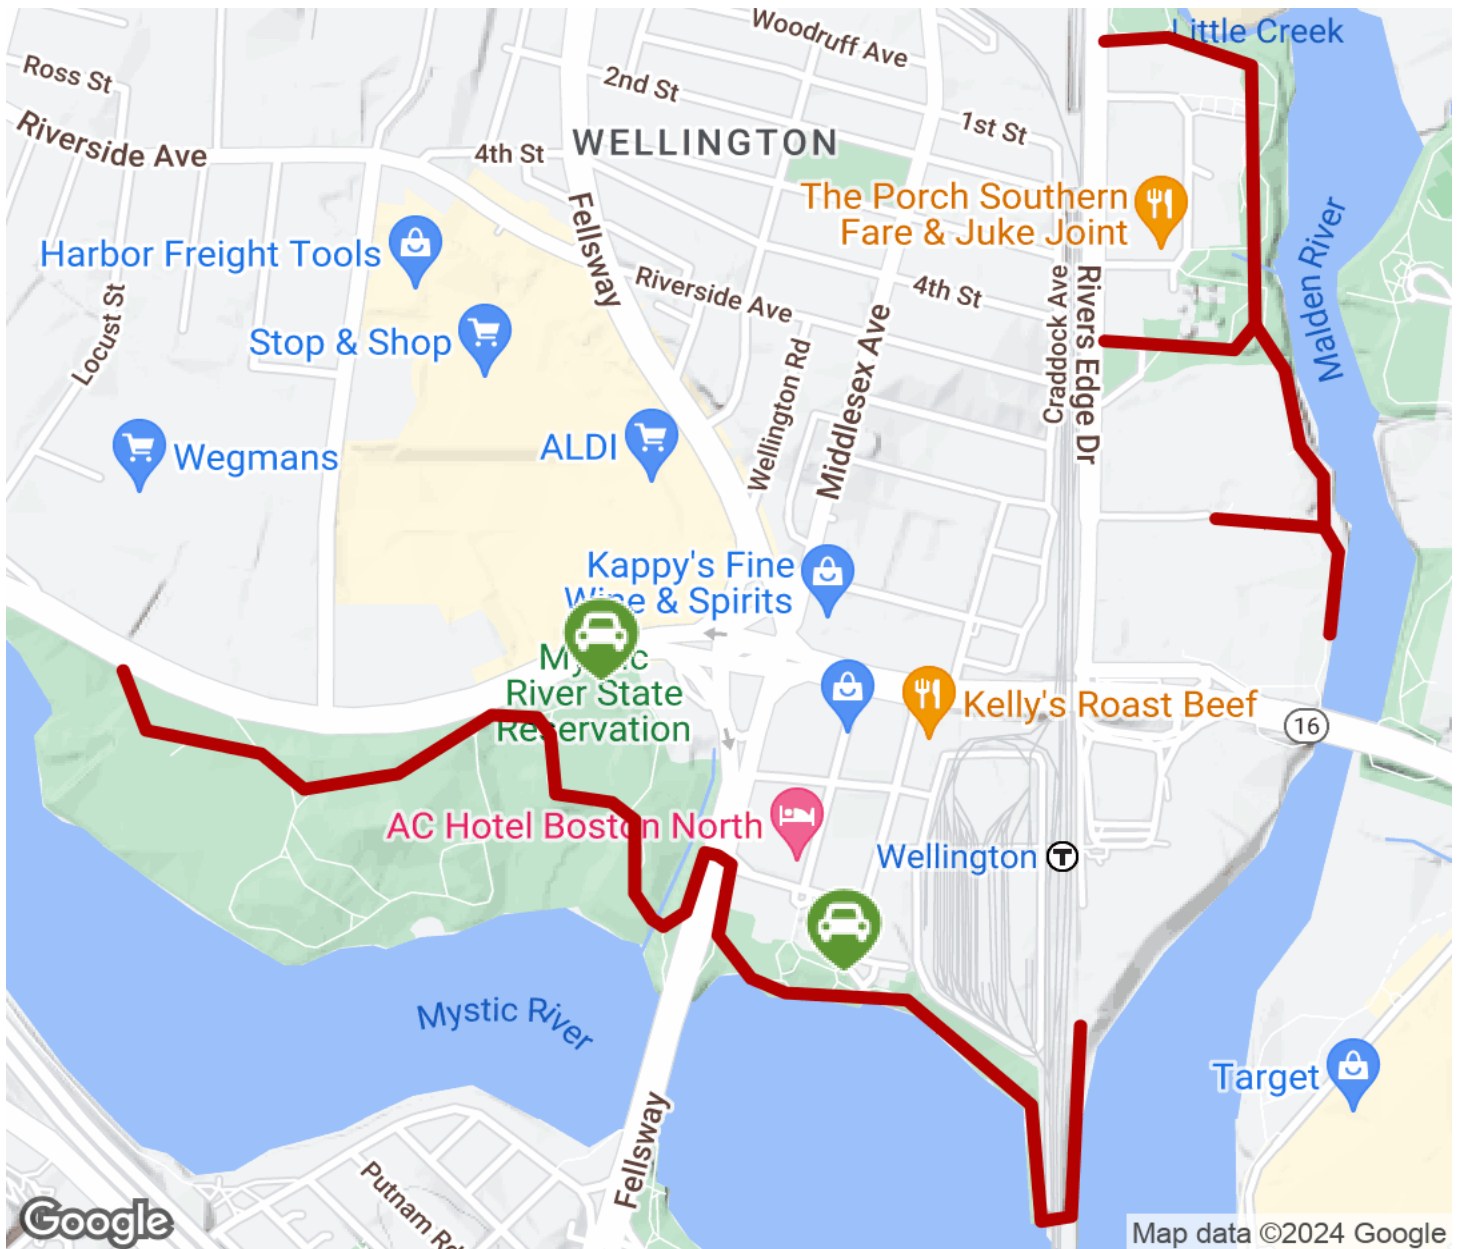 Little Creek
Woodruff Ave
Ross St
2nd St
1st St
Riverside Ave
WELLINGTON
4th St
The Porch Southern
Fare & Juke Joint
Fellsway
Harbor Freight Tools
Malden River
Riverside Ave
4th St
Craddock Ave
Rivers Edge Dr
Locust St
Stop & Shop
Middlesex Ave
Wellington Rd
ALDI
Wegmans
Kappy's Fine
Wine & Spirits
Mystic
River State
Reservation
Kelly's Roast Beef
16
AC Hotel Boston North
Wellington
T
Mystic River
Target
Fellsway
Putnam Rd
Google
Map data ©2024 Google